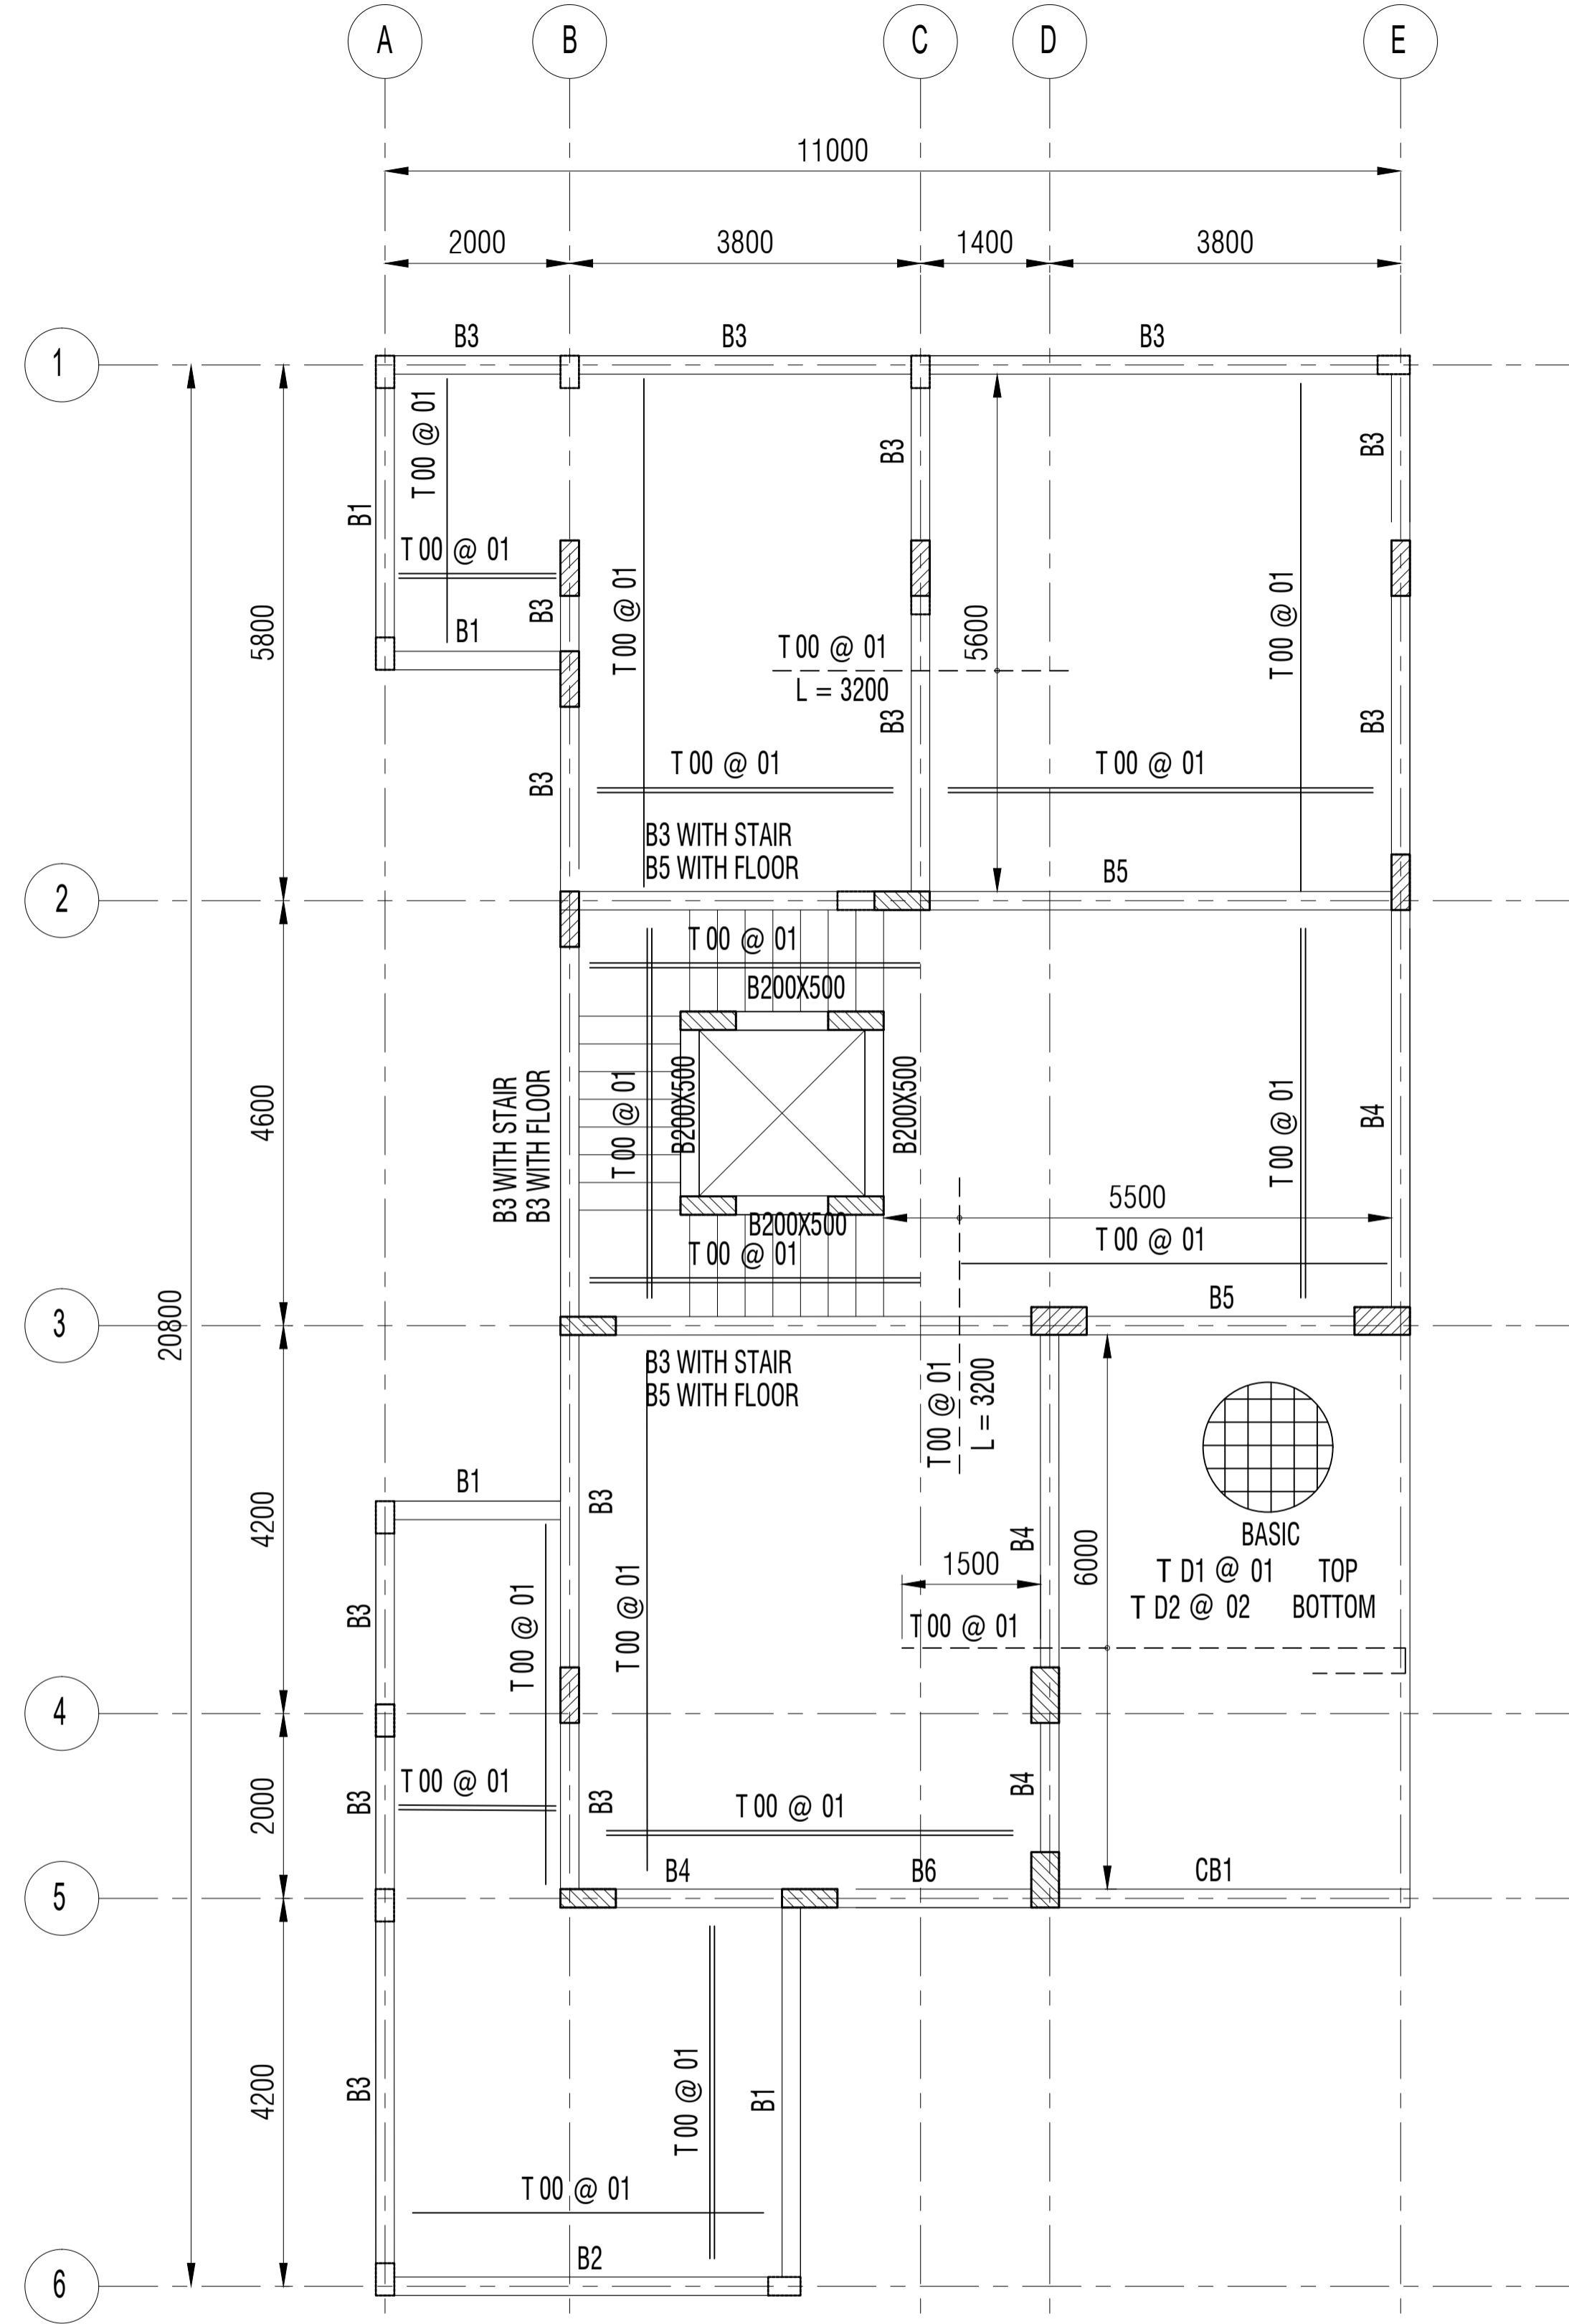 A B C D E
11000
2000 3800 1400 3800
B3 B3 B3
1
T 00 @ 01
B3
B3
B1
T 00 @ 01
T 00 @ 01
T 00 @ 01
B3
B1
5800
5600
T 00 @ 01
L = 3200
B3
B3
B3
T 00 @ 01
T 00 @ 01
B3 WITH STAIR
B5 WITH FLOOR
B5
2
T 00 @ 01
B200X500
4600
B3 WITH STAIR
B3 WITH FLOOR
T 00 @ 01
B200X500
B200X500
T 00 @ 01
B4
5500
B200X500
T 00 @ 01
T 00 @ 01
B5
3
20800
B3 WITH STAIR
B5 WITH FLOOR
T 00 @ 01
L = 3200
B1
B3
4200
B4
6000
BASIC
T D1 @ 01 TOP
T D2 @ 02 BOTTOM
1500
T 00 @ 01
B3
T 00 @ 01
T 00 @ 01
4
2000
T 00 @ 01
B3
B3
T 00 @ 01
B4
B4
B6
CB1
5
4200
B3
T 00 @ 01
B1
T 00 @ 01
B2
6